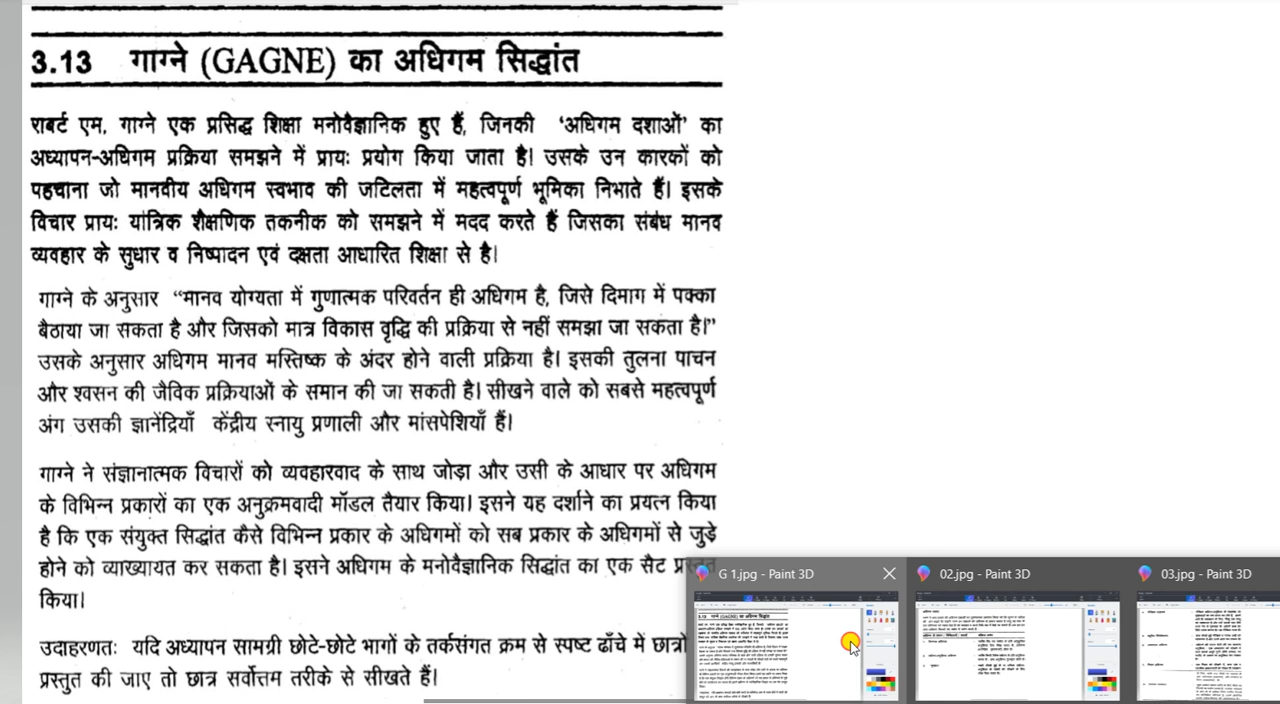 3.13 गाग्ने (GAGNE) का अधिगम सिद्धांत
राबर्ट एम. गाग्ने एक प्रसिद्ध शिक्षा मनोवैज्ञानिक हुए हैं, जिनकी 'अधिगम दशाओं' का
अध्यापन-अधिगम प्रक्रिया समझने में प्रायः प्रयोग किया जाता है। उसके उन कारकों को
पहचाना जो मानवीय अधिगम स्वभाव की जटिलता में महत्वपूर्ण भूमिका निभाते हैं। इसके
विचार प्रायः यांत्रिक शैक्षणिक तकनीक को समझने में मदद करते हैं जिसका संबंध मानव
व्यवहार के सुधार व निष्पादन एवं दक्षता आधारित शिक्षा से है।
गाग्ने के अनुसार “मानव योग्यता में गुणात्मक परिवर्तन ही अधिगम है, जिसे दिमाग में पक्का
बैठाया जा सकता है और जिसको मात्र विकास वृद्धि की प्रक्रिया से नहीं समझा जा सकता है।”
उसके अनुसार अधिगम मानव मस्तिष्क के अंदर होने वाली प्रक्रिया है। इसकी तुलना पाचन
और श्वसन की जैविक प्रक्रियाओं के समान की जा सकती है। सीखने वाले को सबसे महत्वपूर्ण
अंग उसकी ज्ञानेंद्रियाँ केंद्रीय स्नायु प्रणाली और मांसपेशियाँ हैं।
गाग्ने ने संज्ञानात्मक विचारों को व्यवहारवाद के साथ जोड़ा और उसी के आधार पर अधिगम
के विभिन्न प्रकारों का एक अनुक्रमवादी मॉडल तैयार किया। इसने यह दर्शाने का प्रयत्न किया
है कि एक संयुक्त सिद्धांत कैसे विभिन्न प्रकार के अधिगमों को सब प्रकार के अधिगमों से जुड़े
होने को व्याख्यायत कर सकता है। इसने अधिगम के मनोवैज्ञानिक सिद्धांत का एक सैट प्रस्तुत
किया।
उदाहरणतः यदि अध्यापन सामग्री छोटे-छोटे भागों के तर्कसंगत क्रम से स्पष्ट ढाँचे में छात्रों
प्रस्तुत की जाए तो छात्र सर्वोत्तम तरीके से सीखते हैं।
G 1.jpg - Paint 3D
02.jpg - Paint 3D
03.jpg - Paint 3D